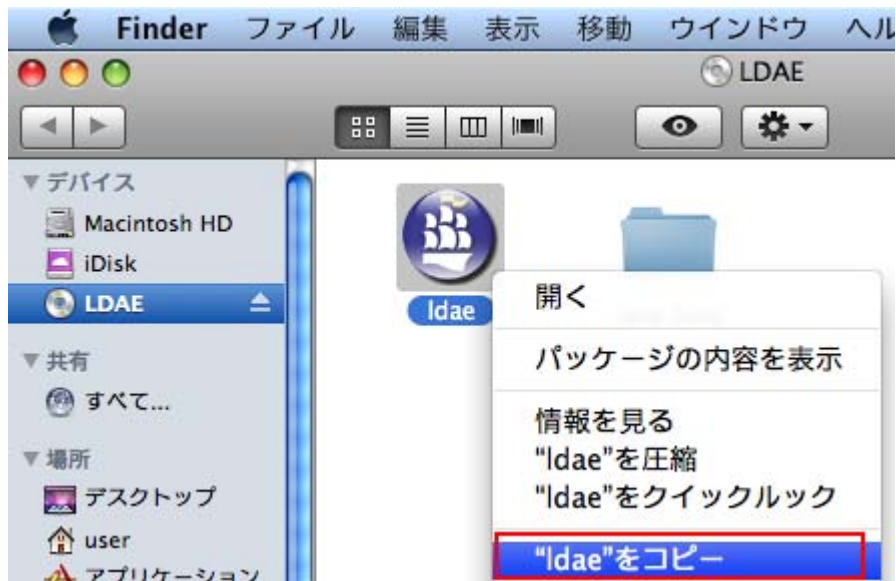 Finder ファイル 編集 表示 移動 ウインドウ ヘル
LDAE
デバイス
Macintosh HD
iDisk
LDAE
共有
すべて...
場所
デスクトップ
user
アプリケーション
ldae
開く
パッケージの内容を表示
情報を見る
“ldae”を圧縮
“ldae”をクイックルック
“ldae”をコピー